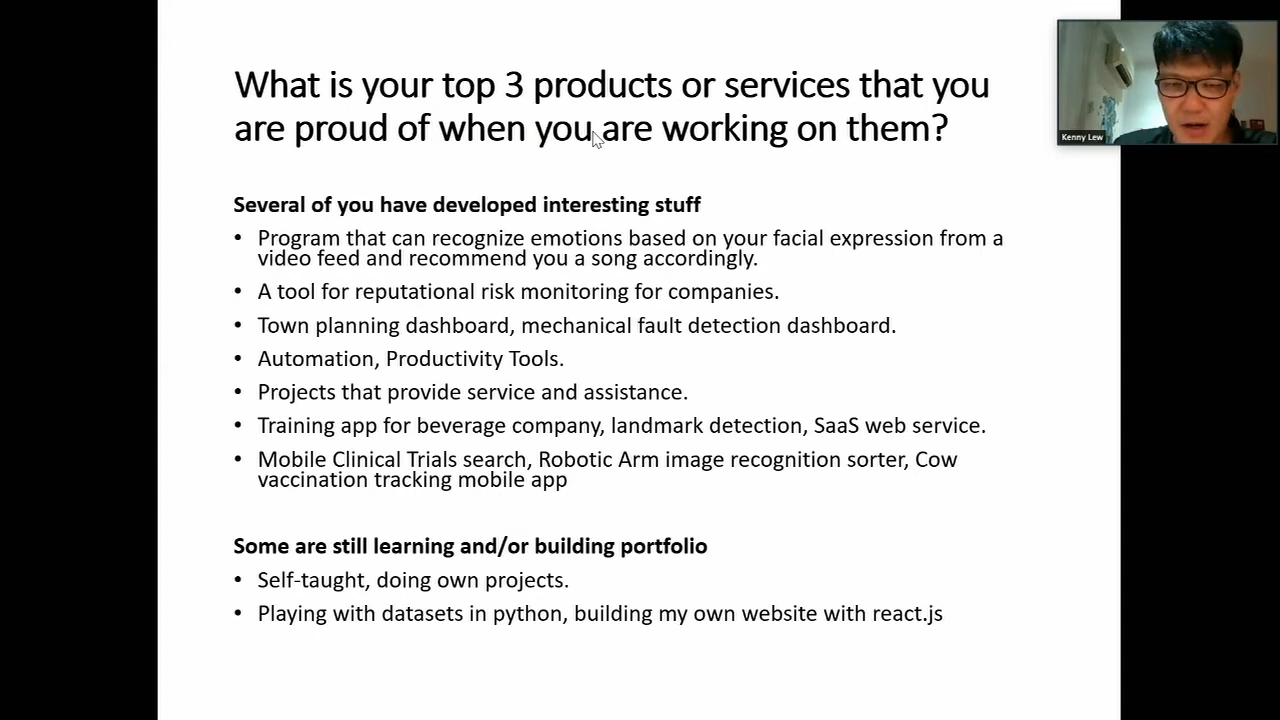 What is your top 3 products or services that you
are proud of when you are working on them?
Kenny Lew
Several of you have developed interesting stuff
• Program that can recognize emotions based on your facial expression from a
video feed and recommend you a song accordingly.
• A tool for reputational risk monitoring for companies.
• Town planning dashboard, mechanical fault detection dashboard.
• Automation, Productivity Tools.
• Projects that provide service and assistance.
• Training app for beverage company, landmark detection, SaaS web service.
• Mobile Clinical Trials search, Robotic Arm image recognition sorter, Cow
vaccination tracking mobile app
Some are still learning and/or building portfolio
• Self-taught, doing own projects.
• Playing with datasets in python, building my own website with react.js